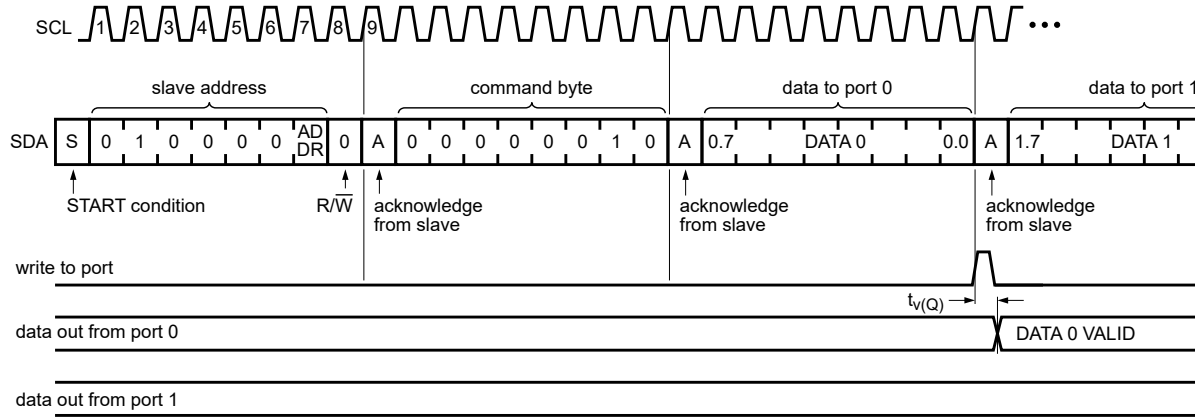 SCL 1 2 3 4 5 6 7 8 9 •••
slave address command byte data to port 0 data to port 1
SDA S 0 1 0 0 0 0 AD DR 0 A 0 0 0 0 0 0 1 0 A 0.7 DATA 0 0.0 A 1.7 DATA 1
START condition R/W̅ acknowledge from slave acknowledge from slave acknowledge from slave
write to port
tv(Q)
data out from port 0 DATA 0 VALID
data out from port 1